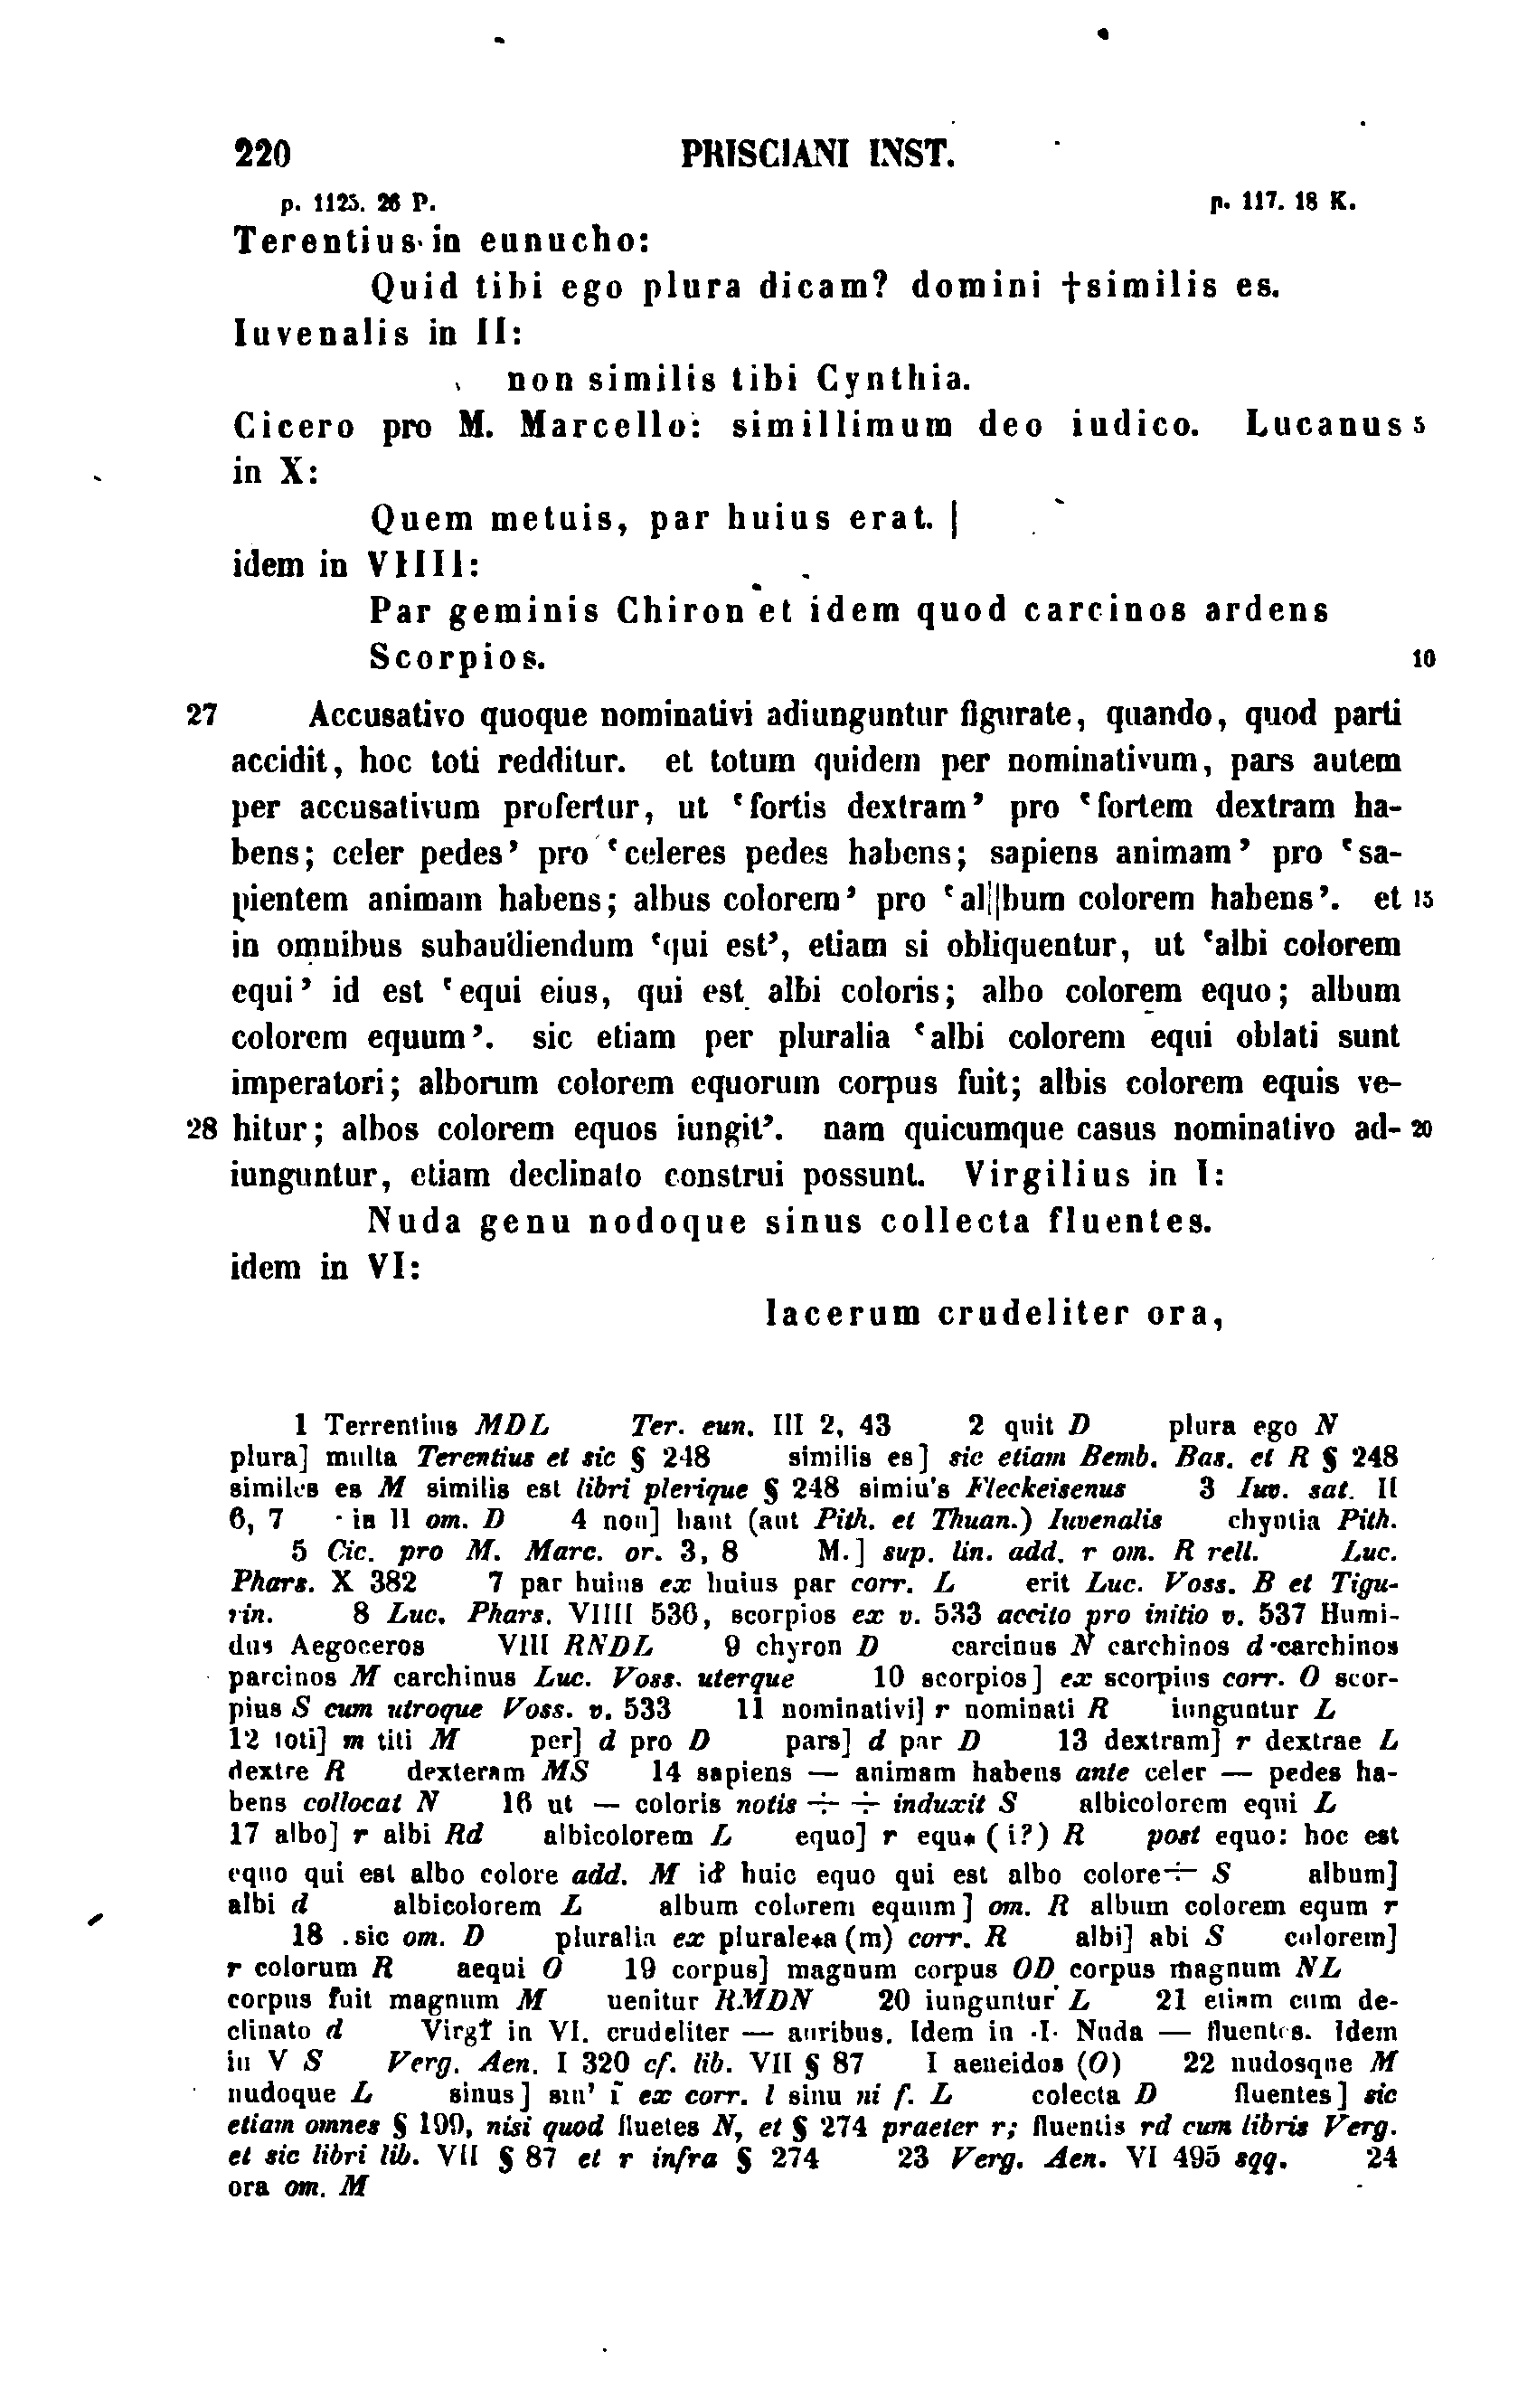 220 PRISCIANI INST.
p. 1125. 26 P. p. 117. 18 K.
Terentius in eunucho:
Quid tibi ego plura dicam? domini †similis es.
Iuvenalis in II:
non similis tibi Cynthia.
Cicero pro M. Marcello: simillimum deo iudico. Lucanus 5
in X:
Quem metuis, par huius erat. |
idem in VIIII:
Par geminis Chiron et idem quod carcinos ardens
Scorpios. 10
27 Accusativo quoque nominativi adiunguntur figurate, quando, quod parti
accidit, hoc toti redditur. et totum quidem per nominativum, pars autem
per accusativum profertur, ut ‘fortis dextram’ pro ‘fortem dextram ha-
bens; celer pedes’ pro ‘celeres pedes habens; sapiens animam’ pro ‘sa-
pientem animam habens; albus colorem’ pro ‘al||bum colorem habens’. et 15
in omnibus subaudiendum ‘qui est’, etiam si obliquentur, ut ‘albi colorem
equi’ id est ‘equi eius, qui est albi coloris; albo colorem equo; album
colorem equum’. sic etiam per pluralia ‘albi colorem equi oblati sunt
imperatori; alborum colorem equorum corpus fuit; albis colorem equis ve-
28 hitur; albos colorem equos iungit’. nam quicumque casus nominativo ad- 20
iunguntur, etiam declinato construi possunt. Virgilius in I:
Nuda genu nodoque sinus collecta fluentes.
idem in VI:
lacerum crudeliter ora,
1 Terrentius MDL Ter. eun. III 2, 43 2 quit D plura ego N
plura] multa Terentius et sic § 248 similis es] sic etiam Bemb. Bas. et R § 248
similes es M similis est libri plerique § 248 simiu's Fleckeisenus 3 Iuv. sat. II
6, 7 in II om. D 4 non] haut (aut Pith. et Thuan.) Iuvenalis chyntia Pith.
5 Cic. pro M. Marc. or. 3, 8 M.] sup. lin. add. r om. R rell. Luc.
Phars. X 382 7 par huius ex huius par corr. L erit Luc. Voss. B et Tigu-
rin. 8 Luc. Phars. VIIII 536, scorpios ex v. 533 accito pro initio v. 537 Humi-
dus Aegoceros VIII RNDL 9 chyron D carcinus N carchinos d carchinos
parcinos M carchinus Luc. Voss. uterque 10 scorpios] ex scorpius corr. O scor-
pius S cum utroque Voss. v. 533 11 nominativi] r nominati R iunguntur L
12 toti] m titi M per] d pro D pars] d par D 13 dextram] r dextrae L
dextre R dexteram MS 14 sapiens — animam habens ante celer — pedes ha-
bens collocat N 16 ut — coloris notis ÷ ÷ induxit S albicolorem equi L
17 albo] r albi Rd albicolorem L equo] r equ* (i?) R post equo: hoc est
equo qui est albo colore add. M id huic equo qui est albo colore ÷ S album]
albi d albicolorem L album colorem equum] om. R album colorem equm r
18 sic om. D pluralia ex plurale*a (m) corr. R albi] abi S colorem]
r colorum R aequi O 19 corpus] magnum corpus OD corpus magnum NL
corpus fuit magnum M uenitur RMDN 20 iunguntur L 21 etiam cum de-
clinato d Virgt in VI. crudeliter — auribus. Idem in ·I· Nuda — fluentes. Idem
in V S Verg. Aen. I 320 cf. lib. VII § 87 I aeneidos (O) 22 nudosque M
nudoque L sinus] sin' ī ex corr. l sinu ni f. L colecta D fluentes] sic
etiam omnes § 199, nisi quod fluetes N, et § 274 praeter r; fluentis rd cum libris Verg.
et sic libri lib. VII § 87 et r infra § 274 23 Verg. Aen. VI 495 sqq. 24
ora om. M